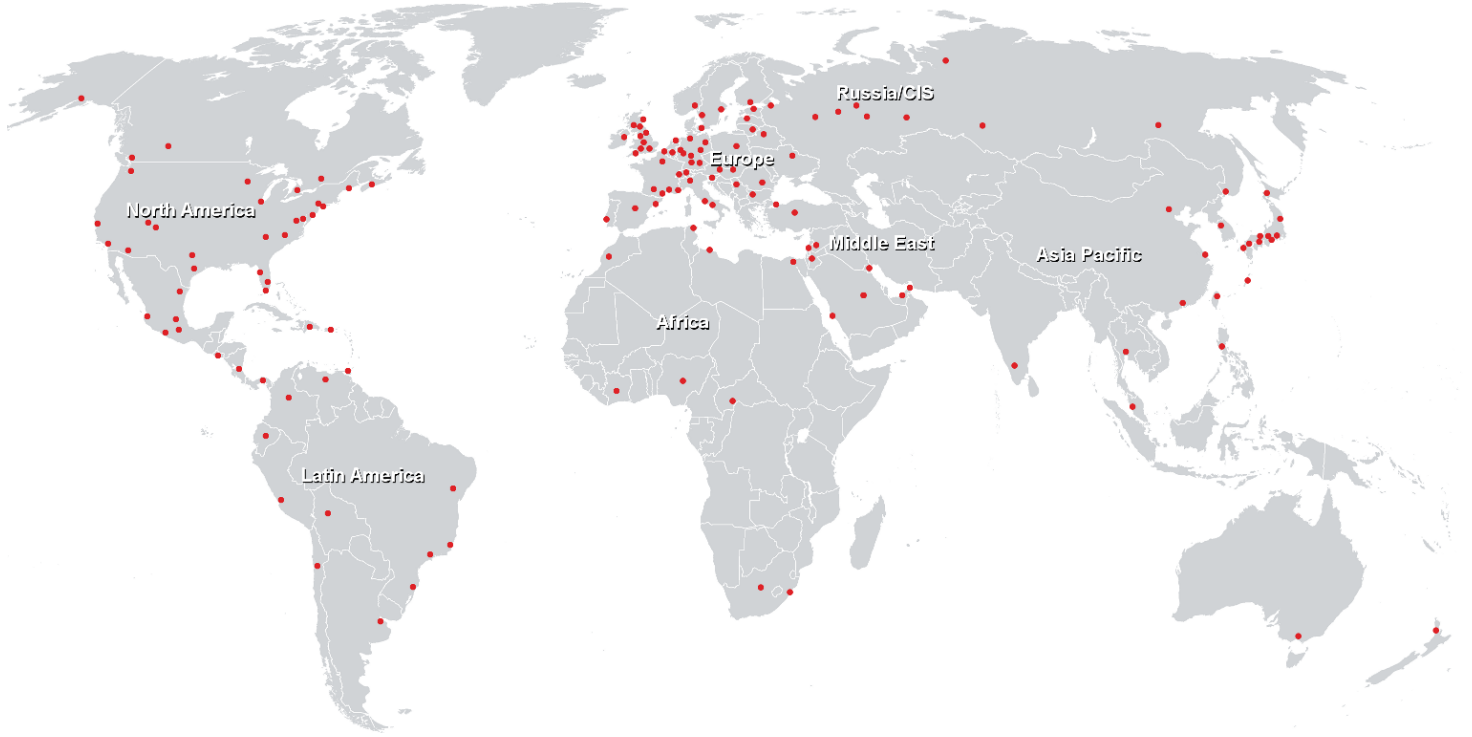 Russia/CIS
Europe
North America
Middle East
Asia Pacific
Africa
Latin America